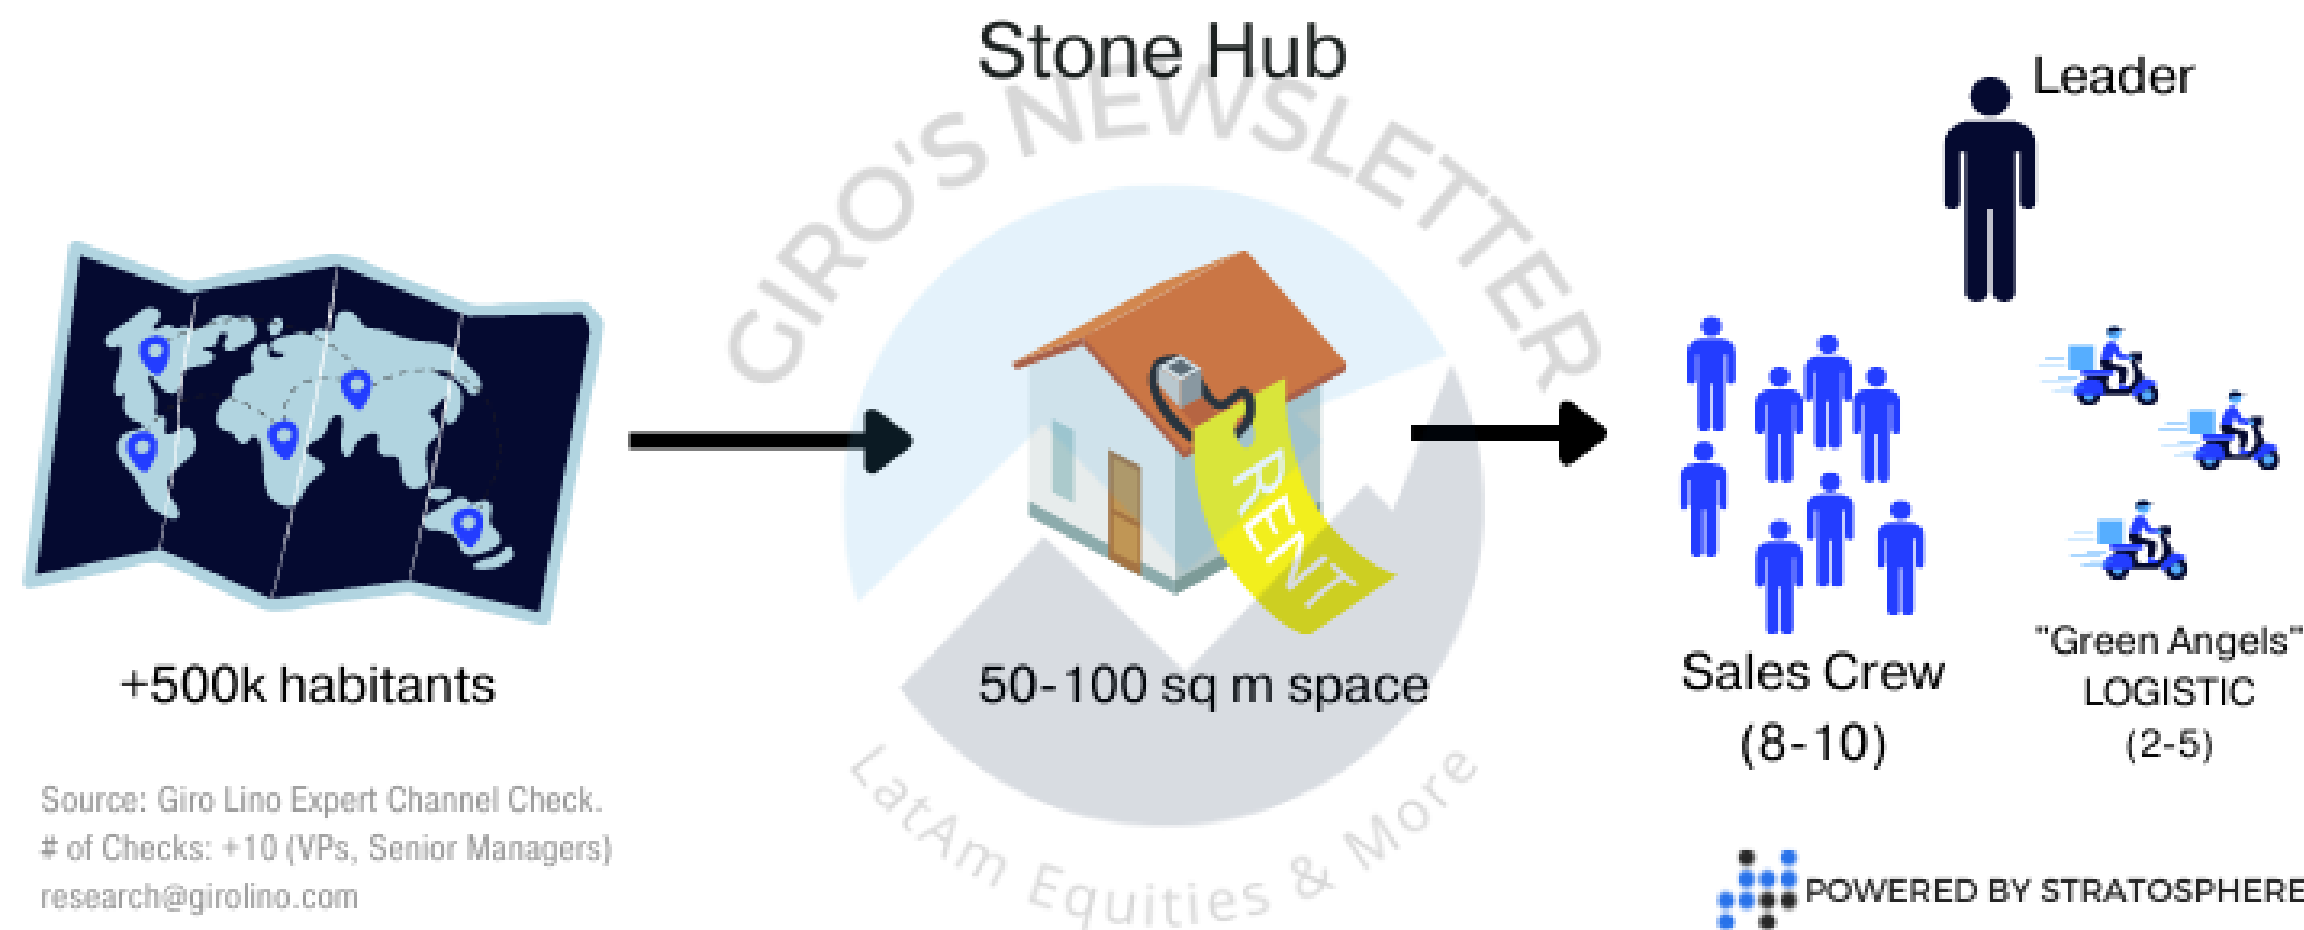 Stone Hub
Leader
GIRO'S NEWSLETTER
RENT
+500k habitants
50-100 sq m space
Sales Crew
(8-10)
"Green Angels"
LOGISTIC
(2-5)
Source: Giro Lino Expert Channel Check.
# of Checks: +10 (VPs, Senior Managers)
research@girolino.com
LatAm Equities & More
POWERED BY STRATOSPHERE